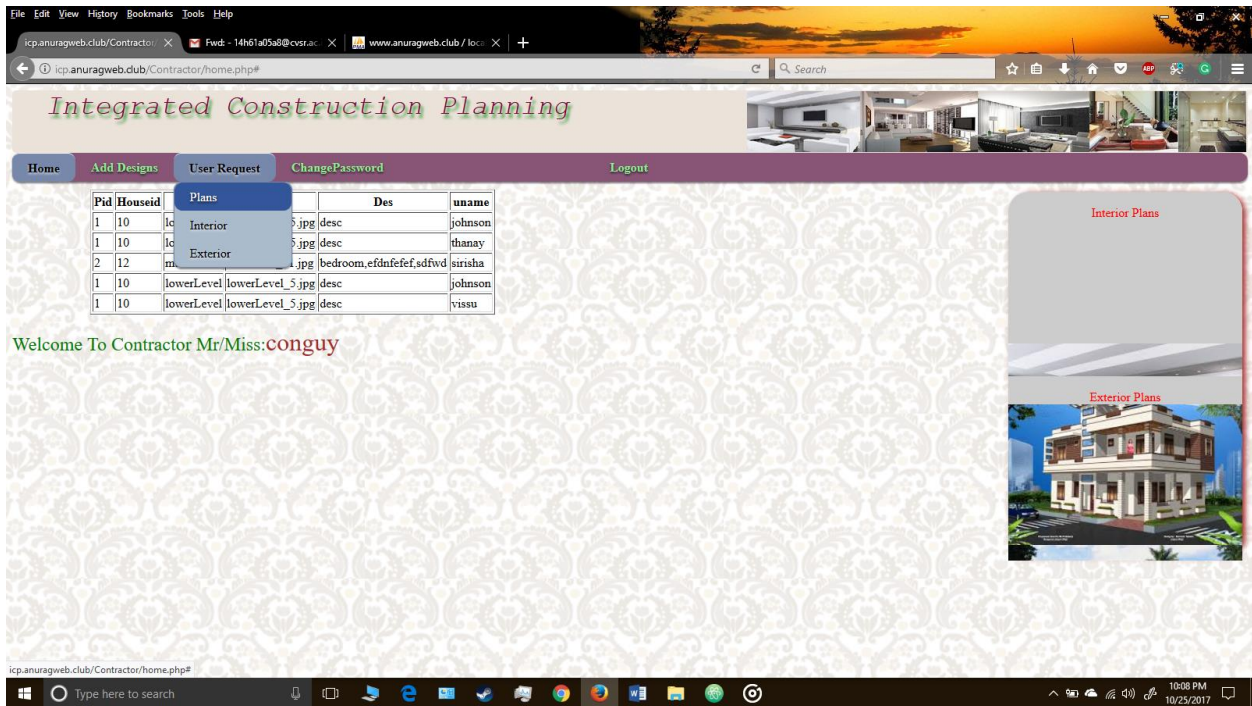 File Edit View History Bookmarks Tools Help
icp.anuragweb.club/Contractor/ Fwd: - 14h61a05a8@cvsr.ac. www.anuragweb.club / loca
icp.anuragweb.club/Contractor/home.php# Search
Integrated Construction Planning
Home Add Designs User Request ChangePassword Logout
Plans
Interior
Exterior
Pid Houseid Des uname
1 10 lo 5.jpg desc johnson
1 10 lo 5.jpg desc thanay
2 12 m .jpg bedroom,efdnfefef,sdfwd sirisha
1 10 lowerLevel lowerLevel_5.jpg desc johnson
1 10 lowerLevel lowerLevel_5.jpg desc vissu
Welcome To Contractor Mr/Miss:conguy
Interior Plans
Exterior Plans
icp.anuragweb.club/Contractor/home.php#
Type here to search
10:08 PM
10/25/2017